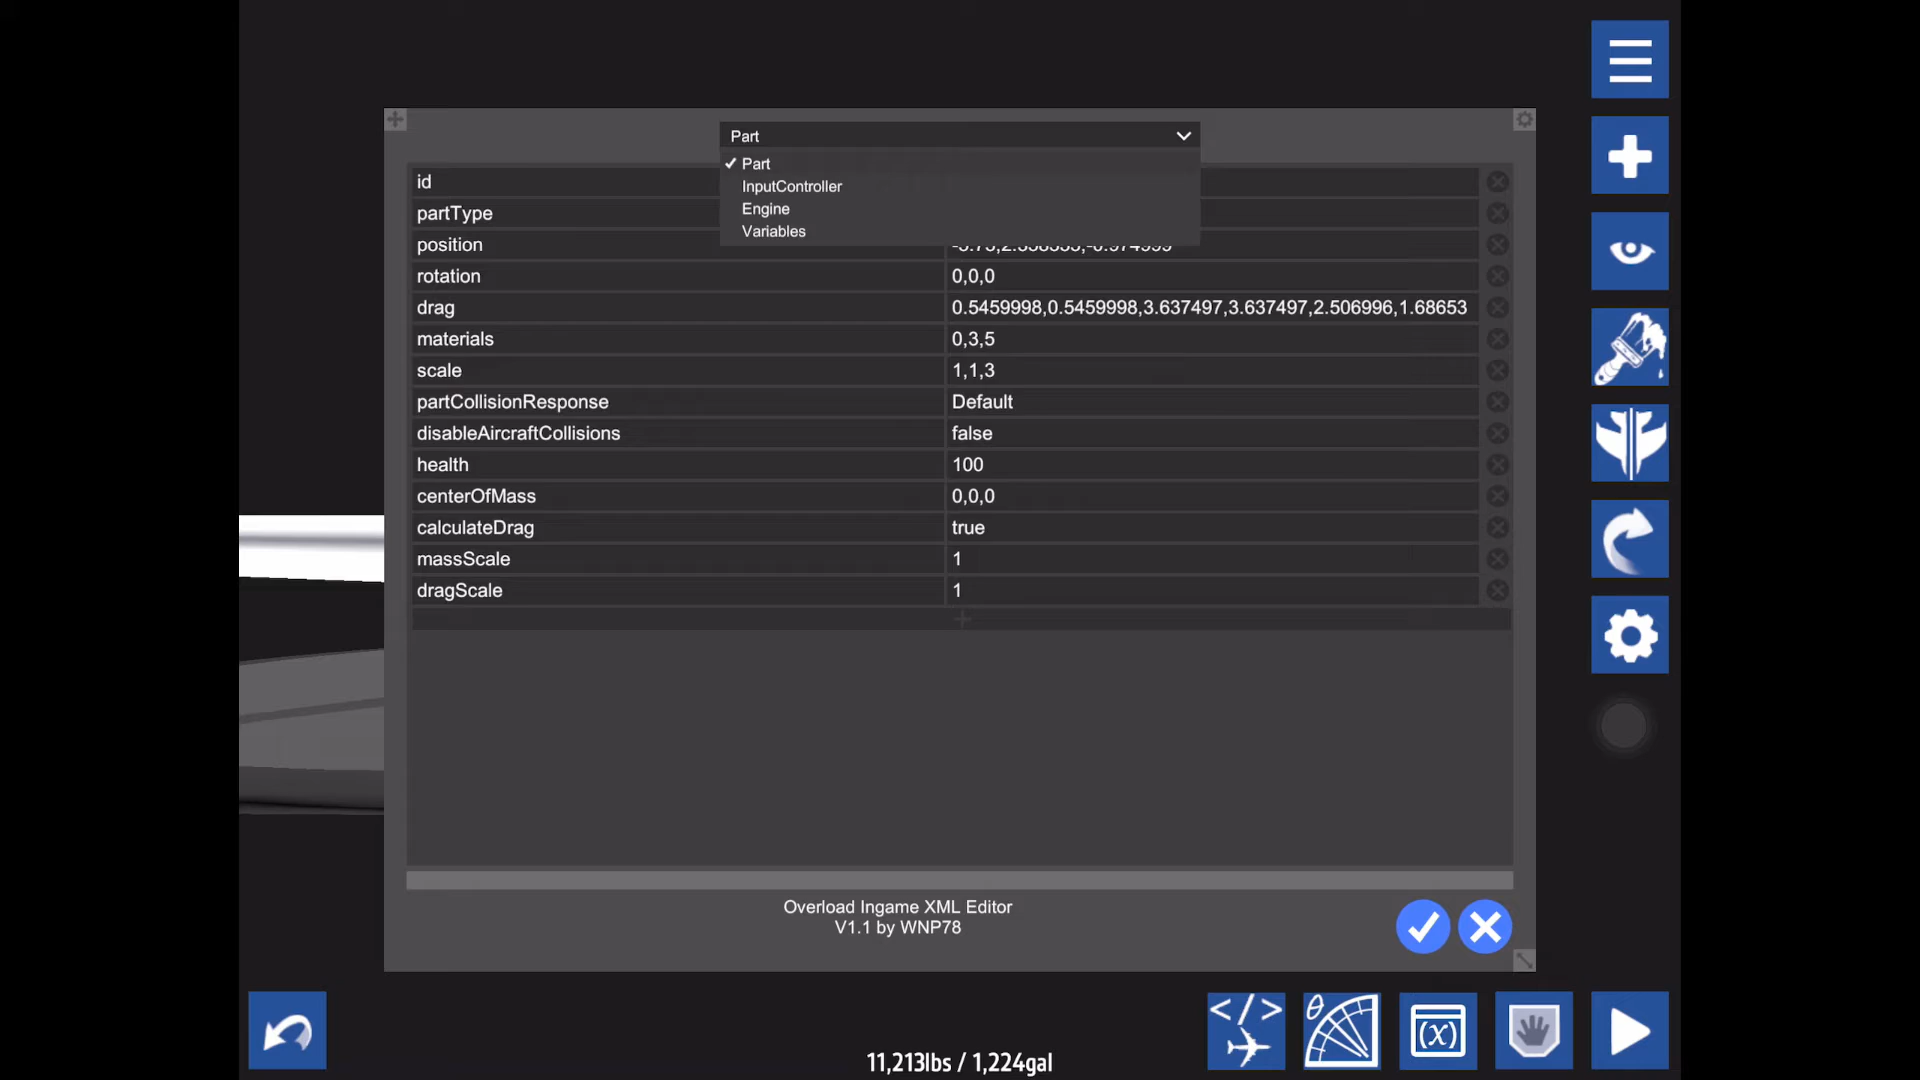 Part
✓ Part
InputController
Engine
Variables
id
partType
position
rotation 0,0,0
drag 0.5459998,0.5459998,3.637497,3.637497,2.506996,1.68653
materials 0,3,5
scale 1,1,3
partCollisionResponse Default
disableAircraftCollisions false
health 100
centerOfMass 0,0,0
calculateDrag true
massScale 1
dragScale 1
+
Overload Ingame XML Editor
V1.1 by WNP78
</>
θ
(x)
11,213lbs / 1,224gal